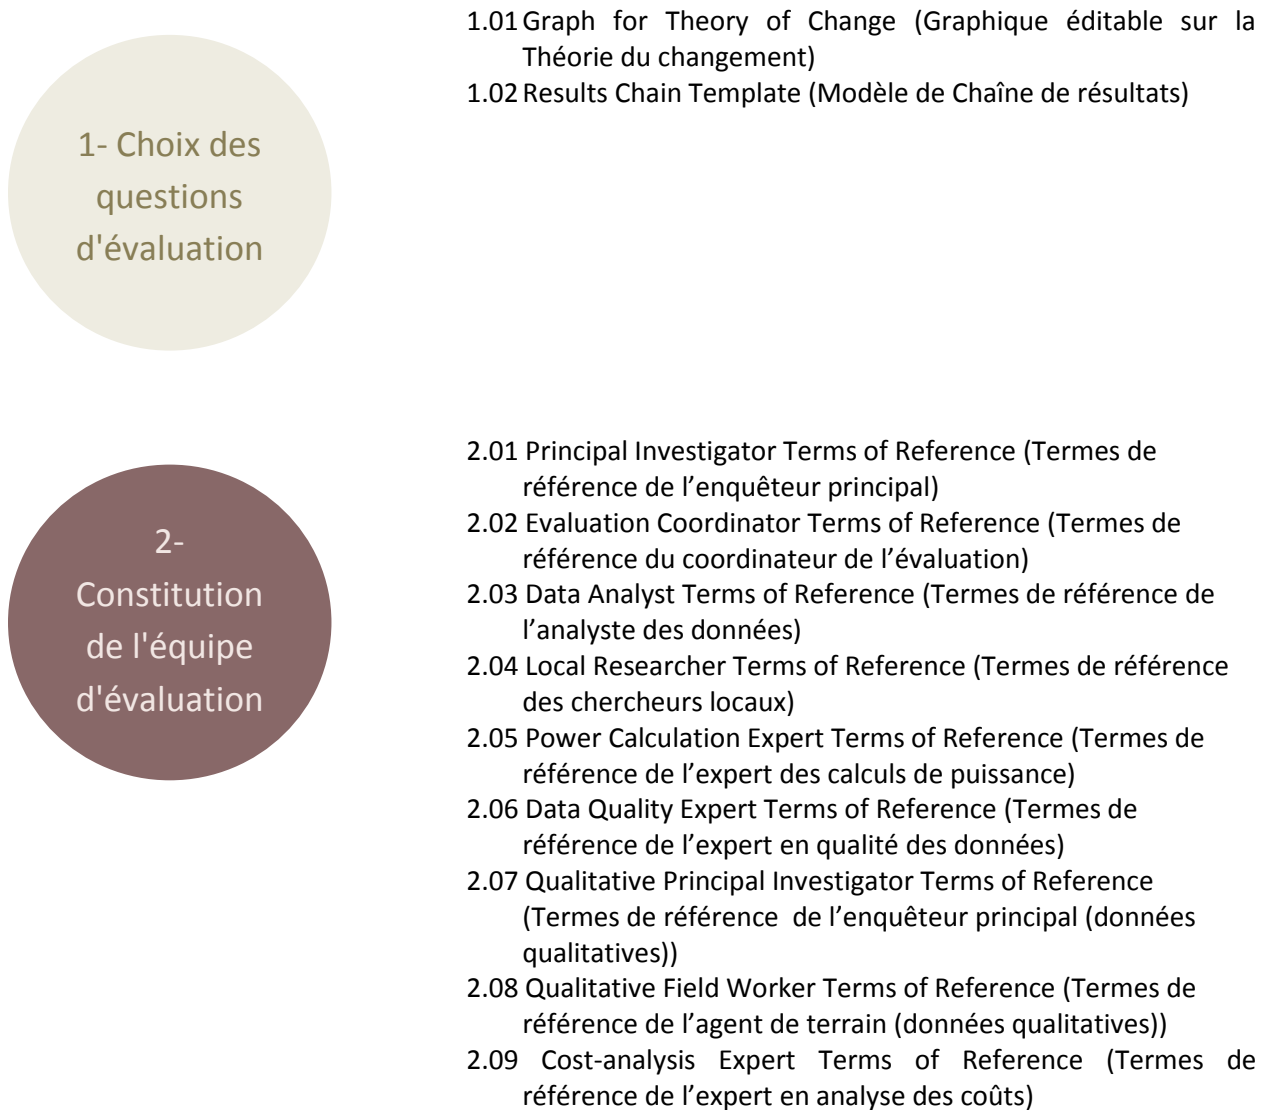 1- Choix des
questions
d'évaluation
1.01 Graph for Theory of Change (Graphique éditable sur la
Théorie du changement)
1.02 Results Chain Template (Modèle de Chaîne de résultats)
2-
Constitution
de l'équipe
d'évaluation
2.01 Principal Investigator Terms of Reference (Termes de
référence de l’enquêteur principal)
2.02 Evaluation Coordinator Terms of Reference (Termes de
référence du coordinateur de l’évaluation)
2.03 Data Analyst Terms of Reference (Termes de référence de
l’analyste des données)
2.04 Local Researcher Terms of Reference (Termes de référence
des chercheurs locaux)
2.05 Power Calculation Expert Terms of Reference (Termes de
référence de l’expert des calculs de puissance)
2.06 Data Quality Expert Terms of Reference (Termes de
référence de l’expert en qualité des données)
2.07 Qualitative Principal Investigator Terms of Reference
(Termes de référence de l’enquêteur principal (données
qualitatives))
2.08 Qualitative Field Worker Terms of Reference (Termes de
référence de l’agent de terrain (données qualitatives))
2.09 Cost-analysis Expert Terms of Reference (Termes de
référence de l’expert en analyse des coûts)